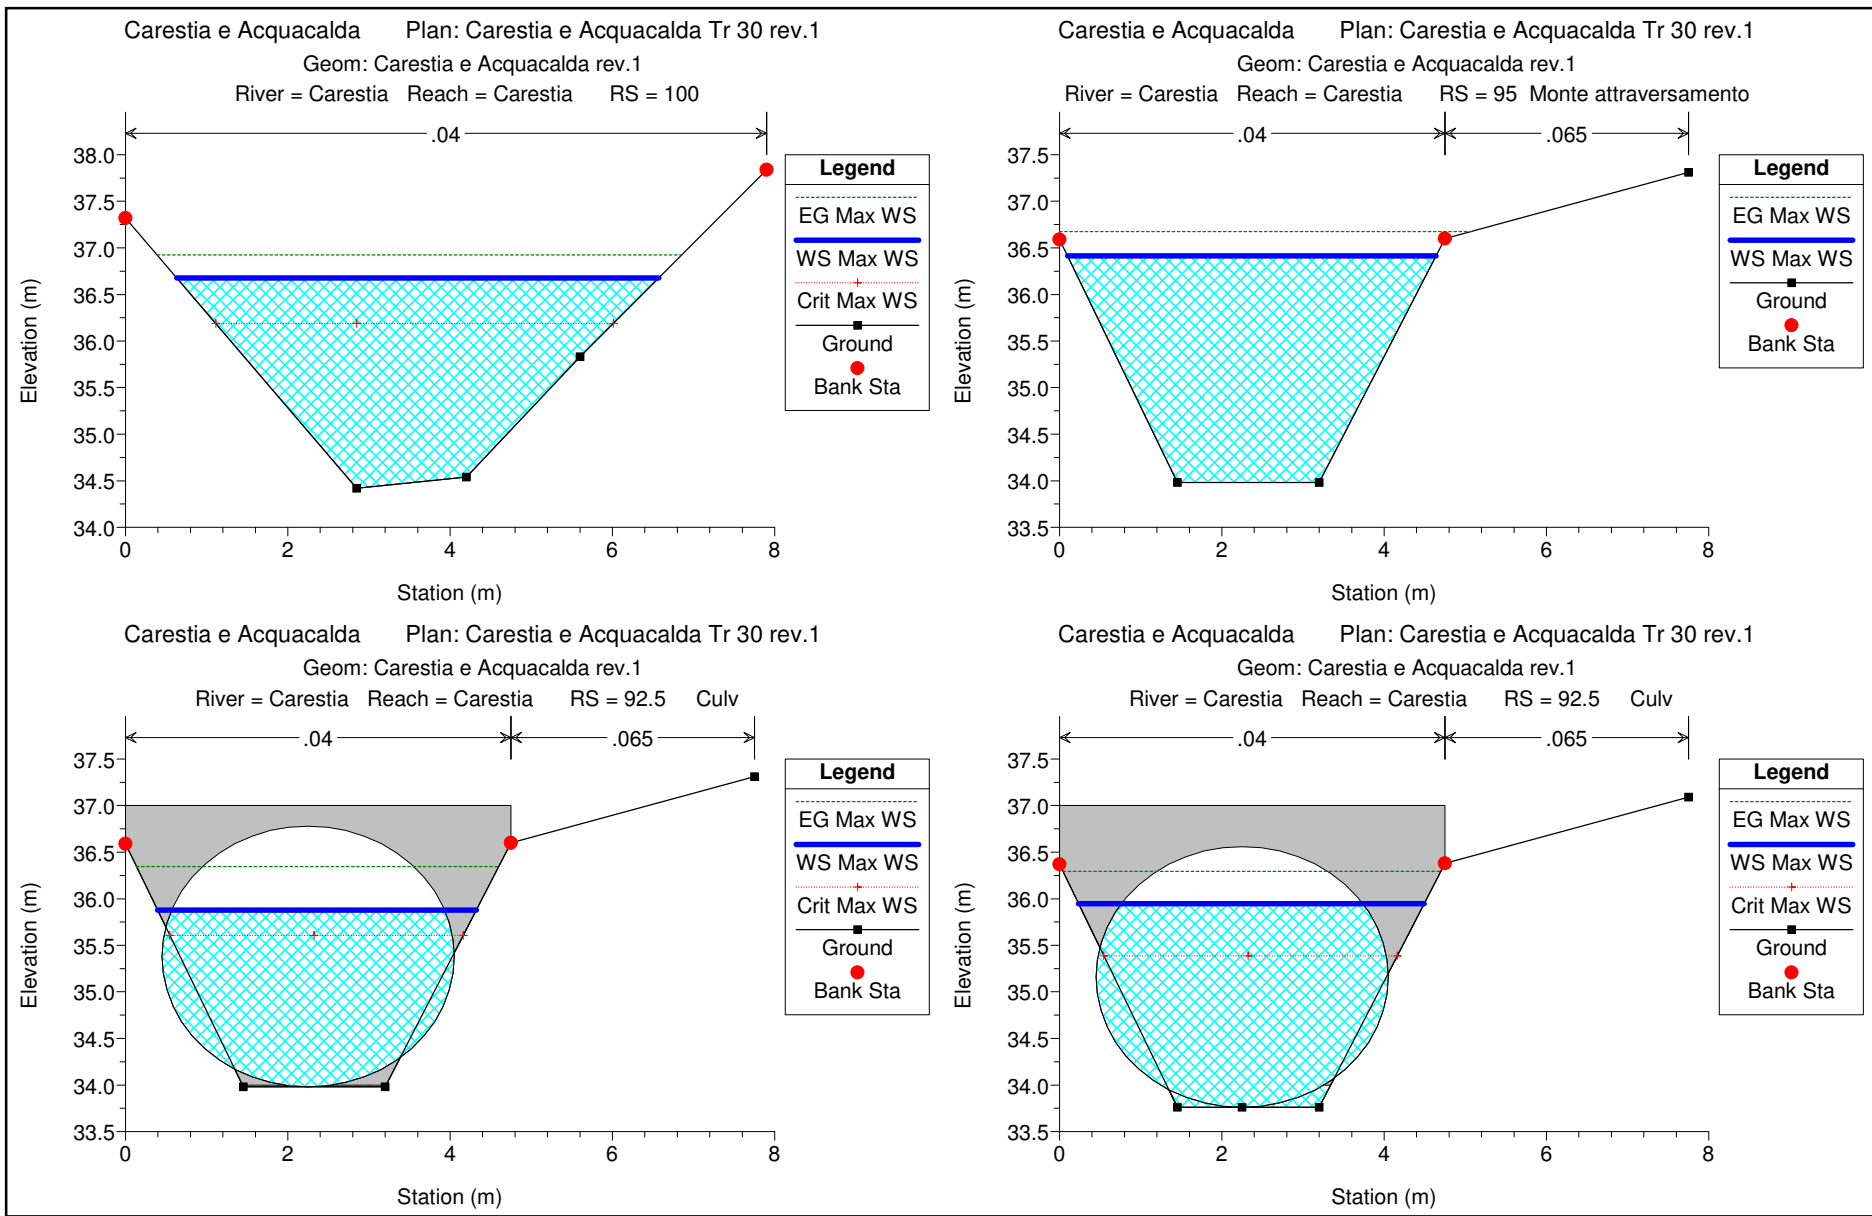 Carestia e Acquacalda Plan: Carestia e Acquacalda Tr 30 rev.1
Geom: Carestia e Acquacalda rev.1
River = Carestia Reach = Carestia RS = 100
.04
38.0
37.5
37.0
36.5
36.0
35.5
35.0
34.5
34.0
Elevation (m)
0 2 4 6 8
Station (m)
Legend
EG Max WS
WS Max WS
Crit Max WS
Ground
Bank Sta
Carestia e Acquacalda Plan: Carestia e Acquacalda Tr 30 rev.1
Geom: Carestia e Acquacalda rev.1
River = Carestia Reach = Carestia RS = 95 Monte attraversamento
.04 .065
37.5
37.0
36.5
36.0
35.5
35.0
34.5
34.0
33.5
Elevation (m)
0 2 4 6 8
Station (m)
Legend
EG Max WS
WS Max WS
Ground
Bank Sta
Carestia e Acquacalda Plan: Carestia e Acquacalda Tr 30 rev.1
Geom: Carestia e Acquacalda rev.1
River = Carestia Reach = Carestia RS = 92.5 Culv
.04 .065
37.5
37.0
36.5
36.0
35.5
35.0
34.5
34.0
33.5
Elevation (m)
0 2 4 6 8
Station (m)
Legend
EG Max WS
WS Max WS
Crit Max WS
Ground
Bank Sta
Carestia e Acquacalda Plan: Carestia e Acquacalda Tr 30 rev.1
Geom: Carestia e Acquacalda rev.1
River = Carestia Reach = Carestia RS = 92.5 Culv
.04 .065
37.5
37.0
36.5
36.0
35.5
35.0
34.5
34.0
33.5
Elevation (m)
0 2 4 6 8
Station (m)
Legend
EG Max WS
WS Max WS
Crit Max WS
Ground
Bank Sta